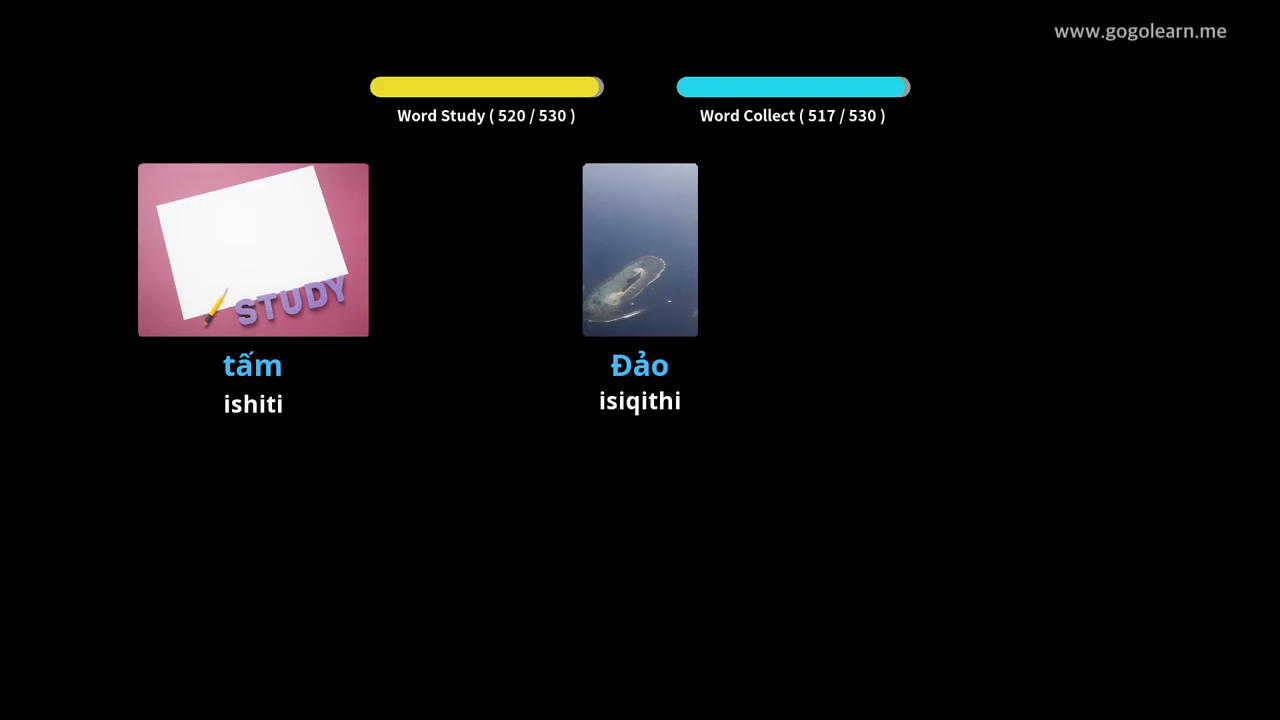 www.gogolearn.me
Word Study ( 520 / 530 )
Word Collect ( 517 / 530 )
STUDY
tấm
ishiti
Đảo
isiqithi